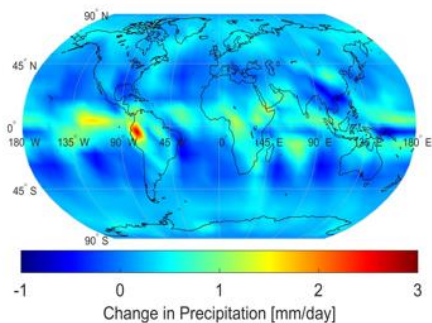 90° N
45° N
0°
180° W 135° W 90° W 45° W 0° 45° E 90° E 135° E 180° E
45° S
90° S
-1 0 1 2 3
Change in Precipitation [mm/day]